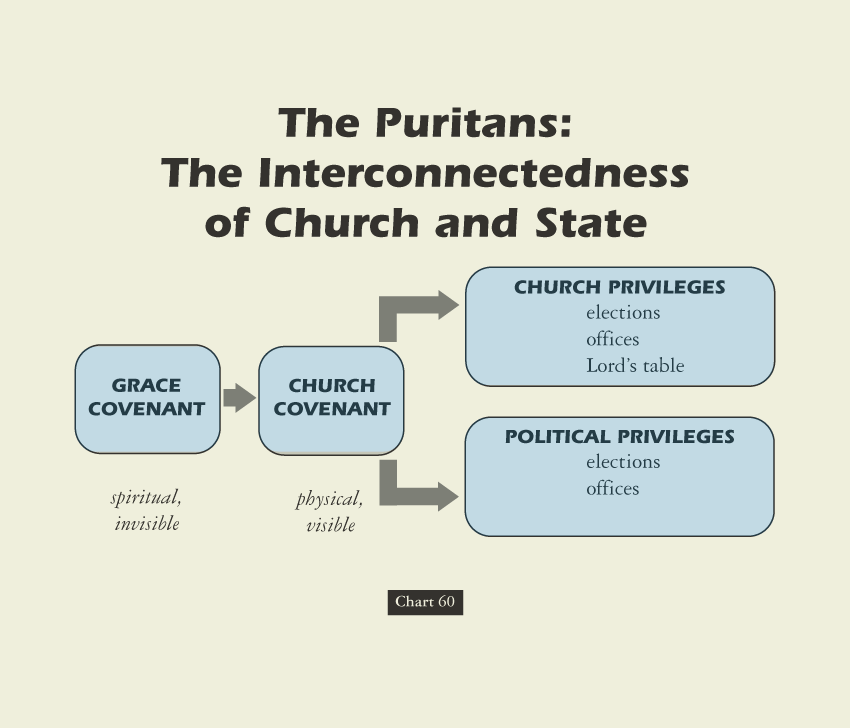 The Puritans:
The Interconnectedness
of Church and State
GRACE
COVENANT
spiritual,
invisible
CHURCH
COVENANT
physical,
visible
CHURCH PRIVILEGES
elections
offices
Lord’s table
POLITICAL PRIVILEGES
elections
offices
Chart 60